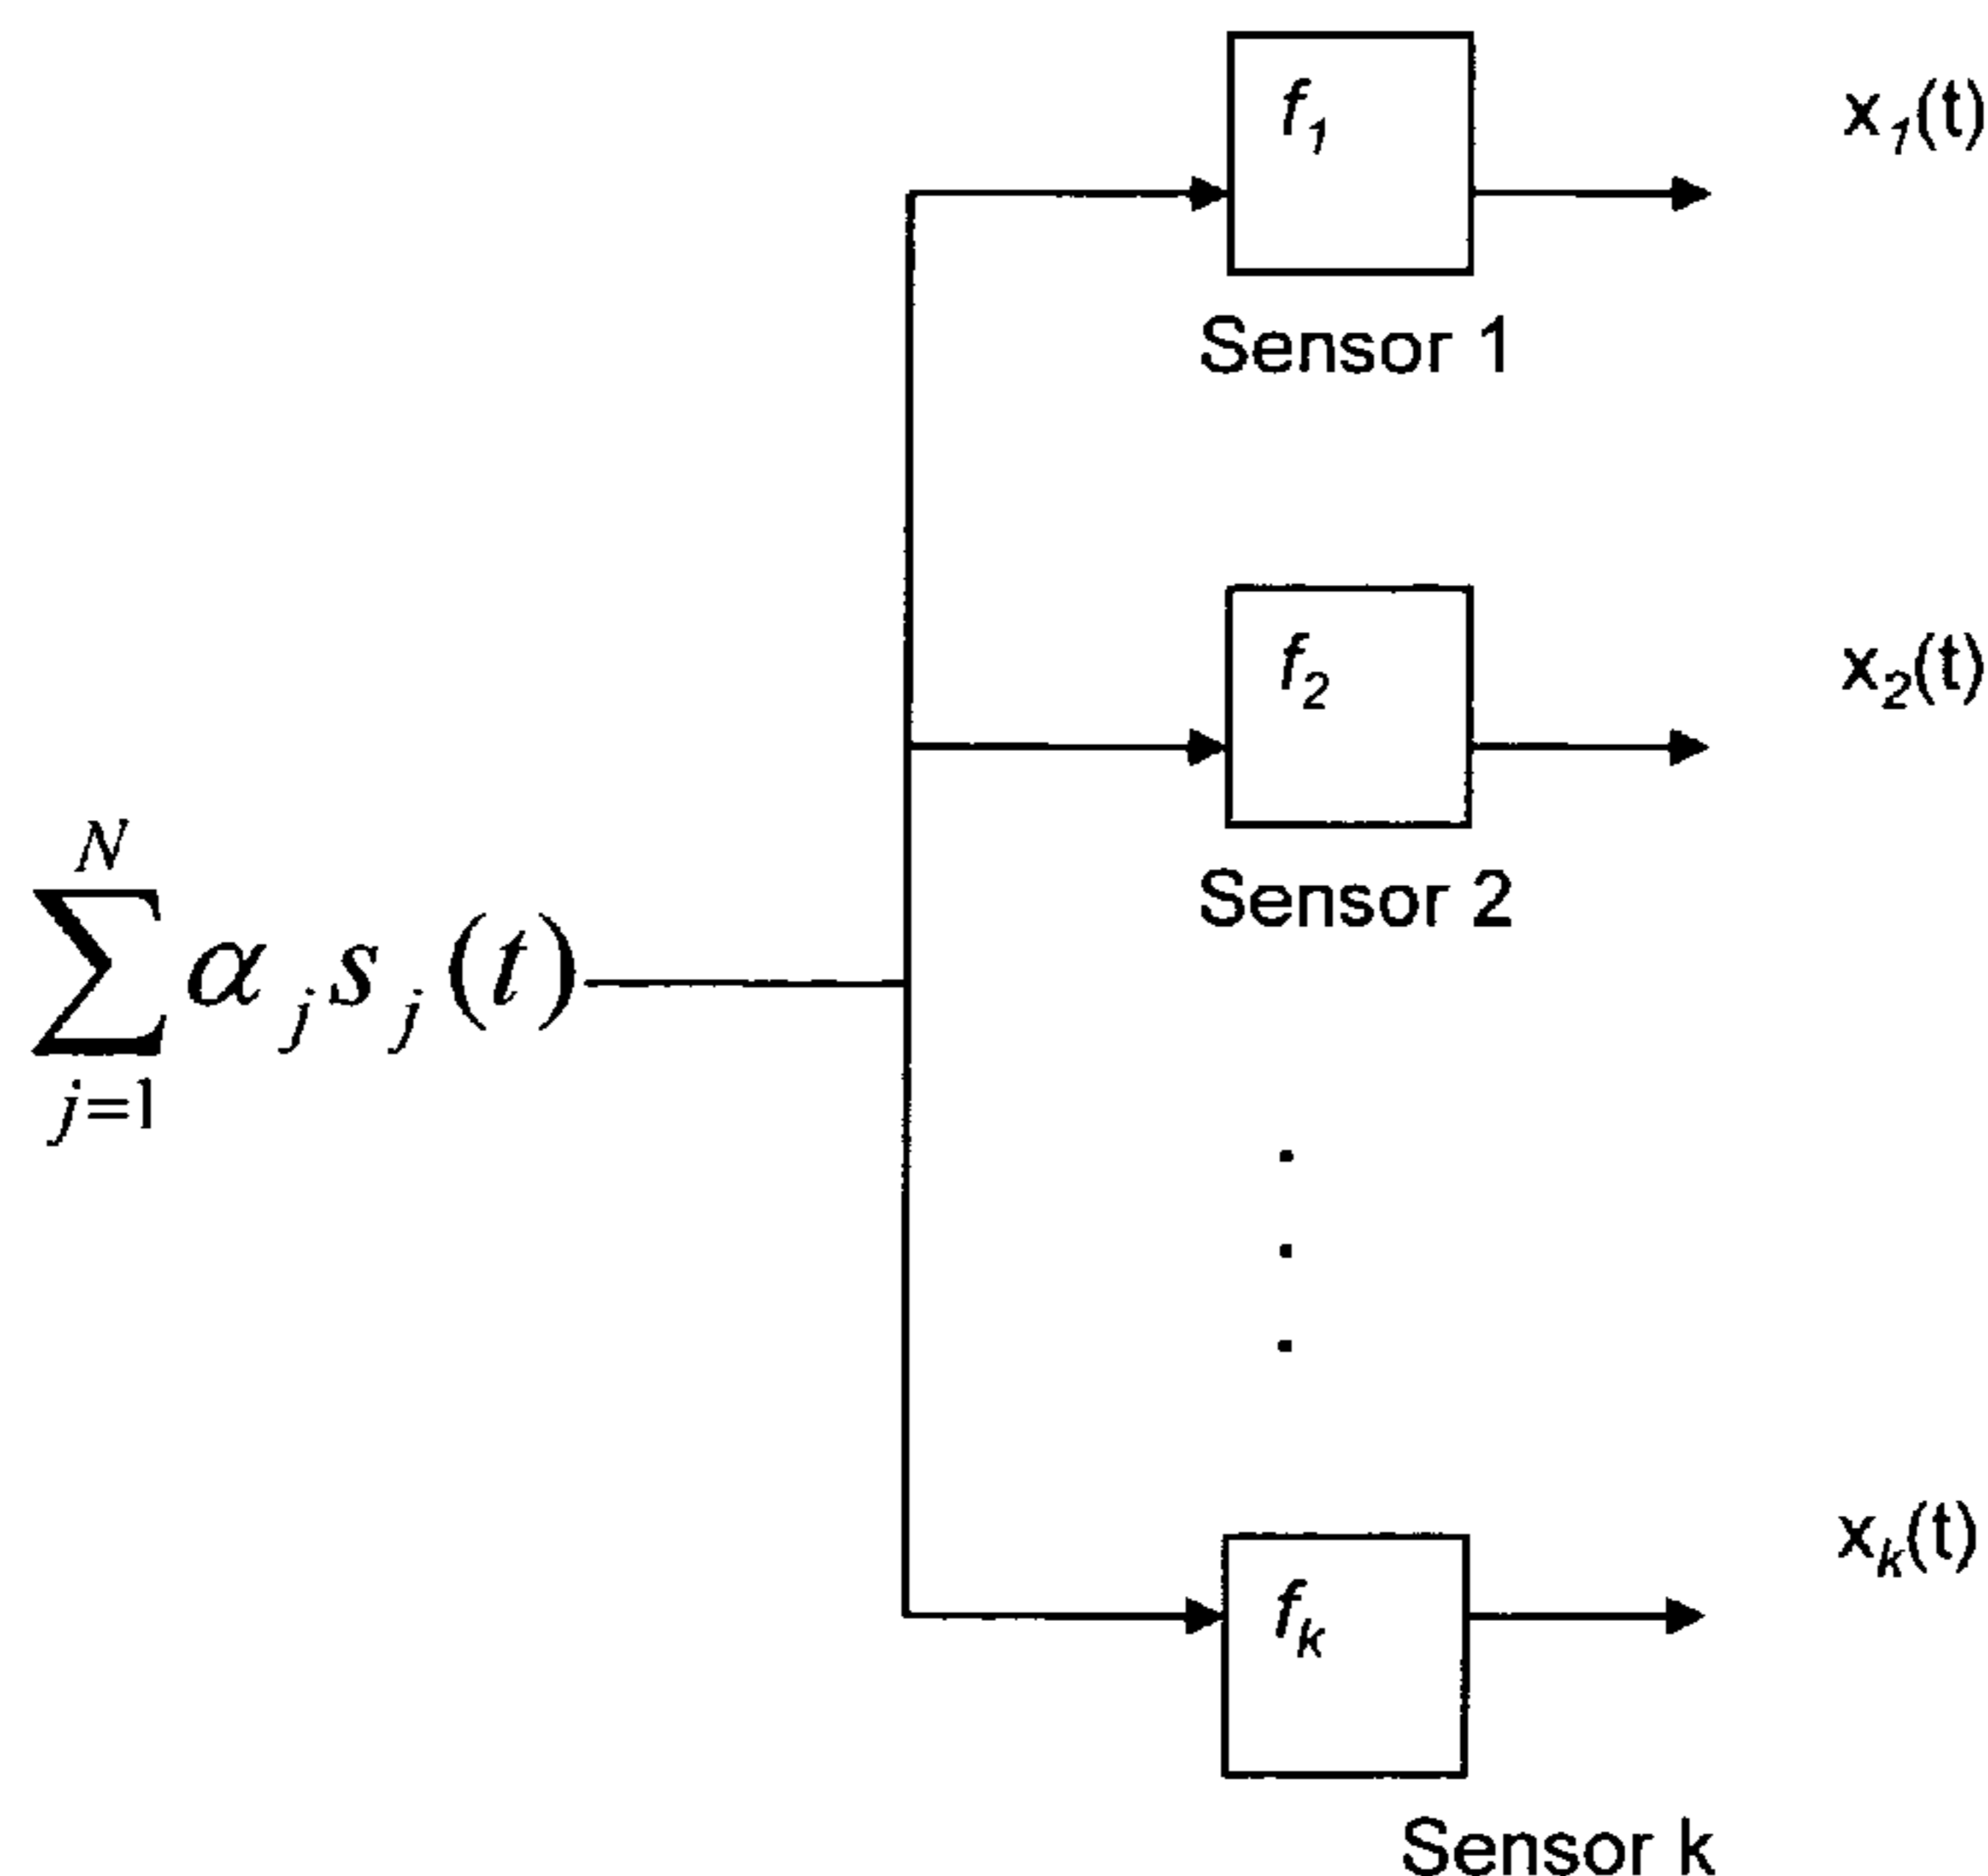 f₁
x₁(t)
Sensor 1
f₂
x₂(t)
Sensor 2
N
∑ αⱼsⱼ(t)
j=1
.
.
.
fₖ
xₖ(t)
Sensor k